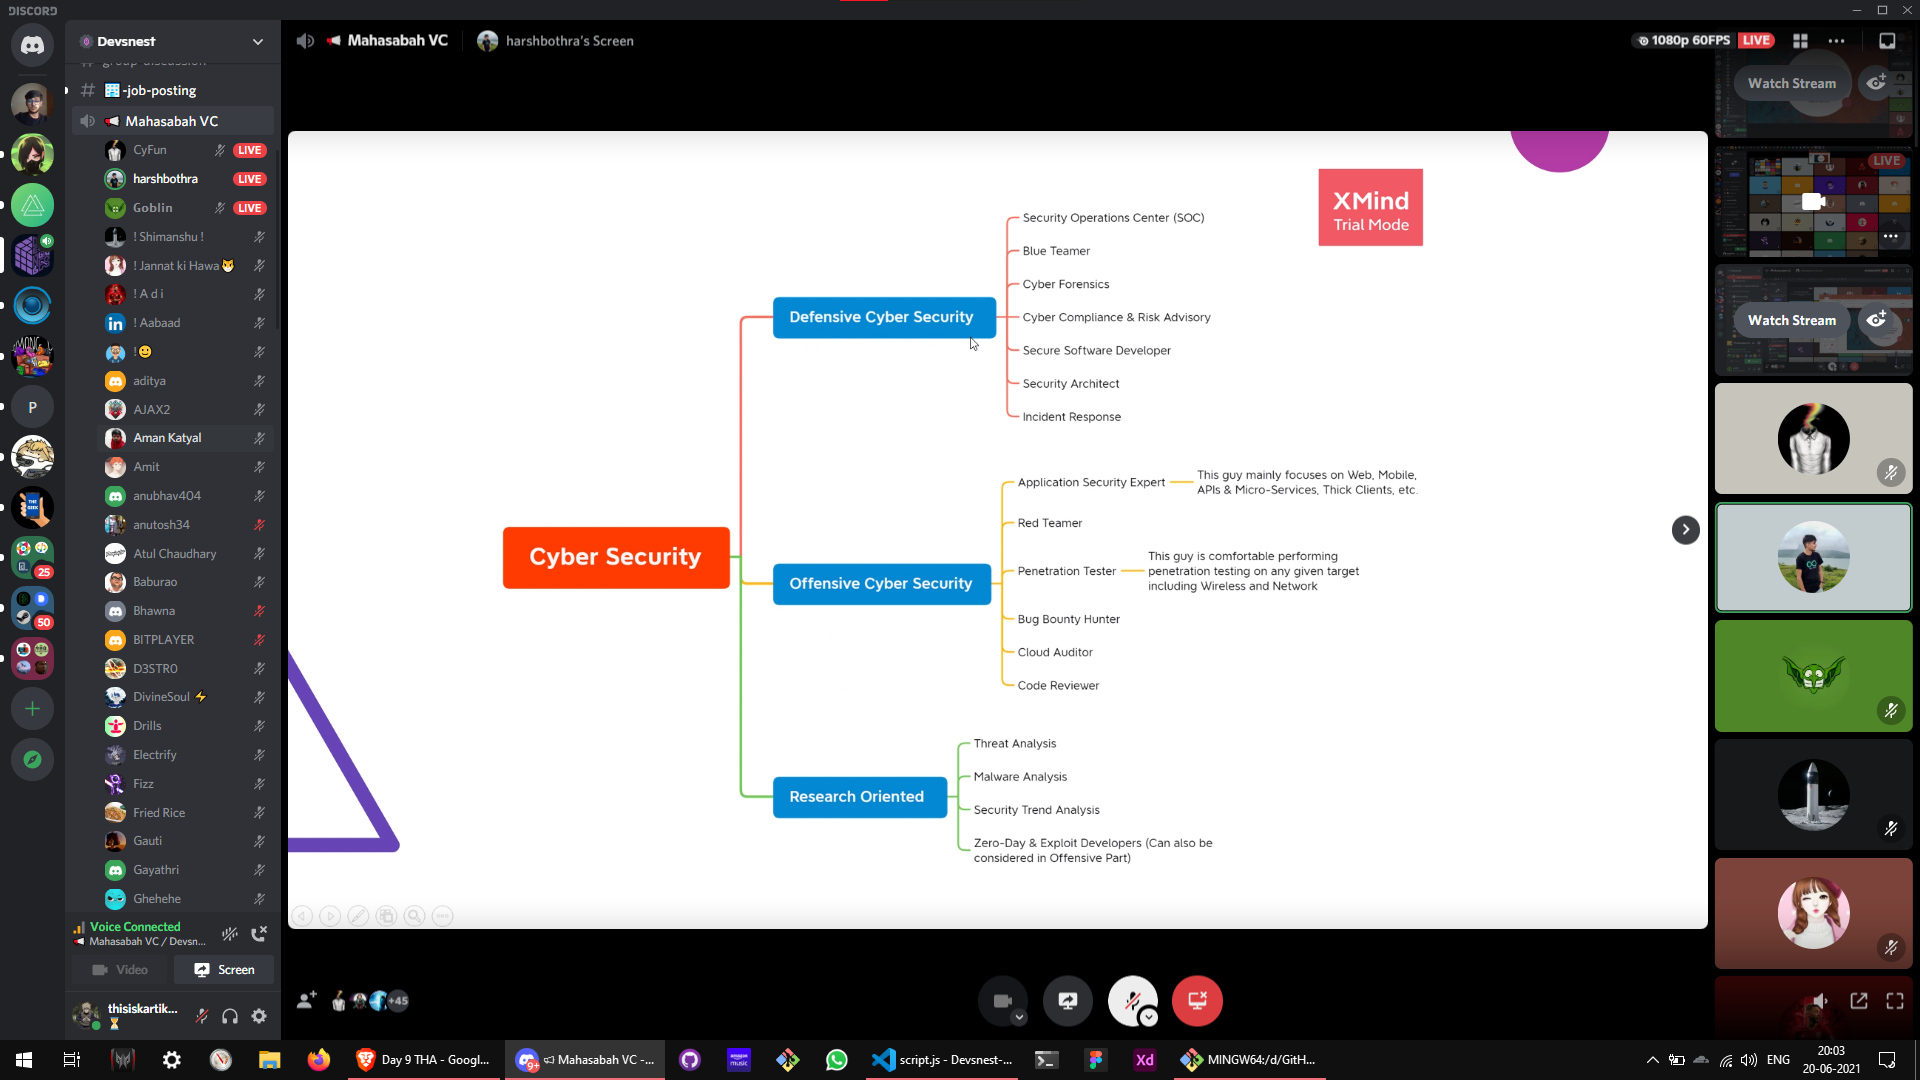 DISCORD
Devsnest
group-discussion
-job-posting
Mahasabah VC
CyFun LIVE
harshbothra LIVE
Goblin LIVE
! Shimanshu !
! Jannat ki Hawa
! A d i
! Aabaad
!
aditya
AJAX2
Aman Katyal
Amit
anubhav404
anutosh34
Atul Chaudhary
Baburao
Bhawna
BITPLAYER
D3STR0
DivineSoul
Drills
Electrify
Fizz
Fried Rice
Gauti
Gayathri
Ghehehe
Voice Connected
Mahasabah VC / Devsn...
Video
Screen
thisiskartik...
P
25
50
Mahasabah VC
harshbothra's Screen
1080p 60FPS LIVE
XMind
Trial Mode
Cyber Security
Defensive Cyber Security
Security Operations Center (SOC)
Blue Teamer
Cyber Forensics
Cyber Compliance & Risk Advisory
Secure Software Developer
Security Architect
Incident Response
Offensive Cyber Security
Application Security Expert
This guy mainly focuses on Web, Mobile,
APIs & Micro-Services, Thick Clients, etc.
Red Teamer
Penetration Tester
This guy is comfortable performing
penetration testing on any given target
including Wireless and Network
Bug Bounty Hunter
Cloud Auditor
Code Reviewer
Research Oriented
Threat Analysis
Malware Analysis
Security Trend Analysis
Zero-Day & Exploit Developers (Can also be
considered in Offensive Part)
+45
Watch Stream
LIVE
Watch Stream
Day 9 THA - Googl...
9+
Mahasabah VC -...
script.js - Devsnest-...
Xd
MINGW64:/d/GitH...
ENG
20:03
20-06-2021